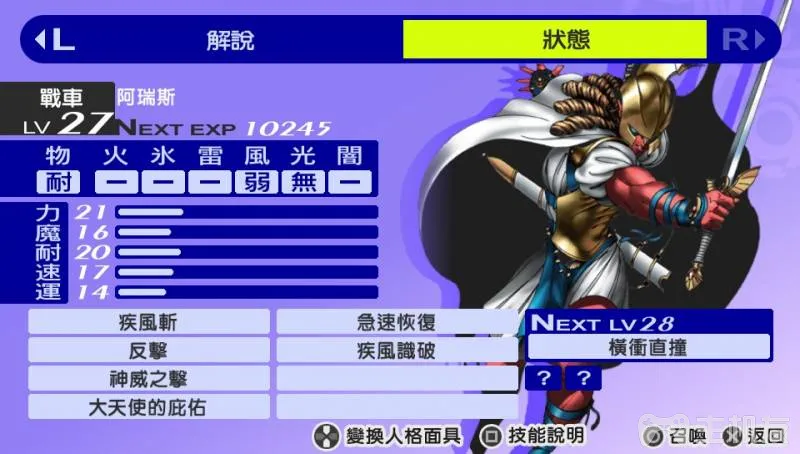 L 解說 狀態 R
戰車 阿瑞斯
LV 27 NEXT EXP 10245
物 火 冰 雷 風 光 闇
耐 － － － 弱 無 －
力 21
魔 16
耐 20
速 17
運 14
疾風斬 急速恢復
反擊 疾風識破
神威之擊
大天使的庇佑
NEXT LV 28
橫衝直撞
? ?
變換人格面具 技能說明 召喚 返回